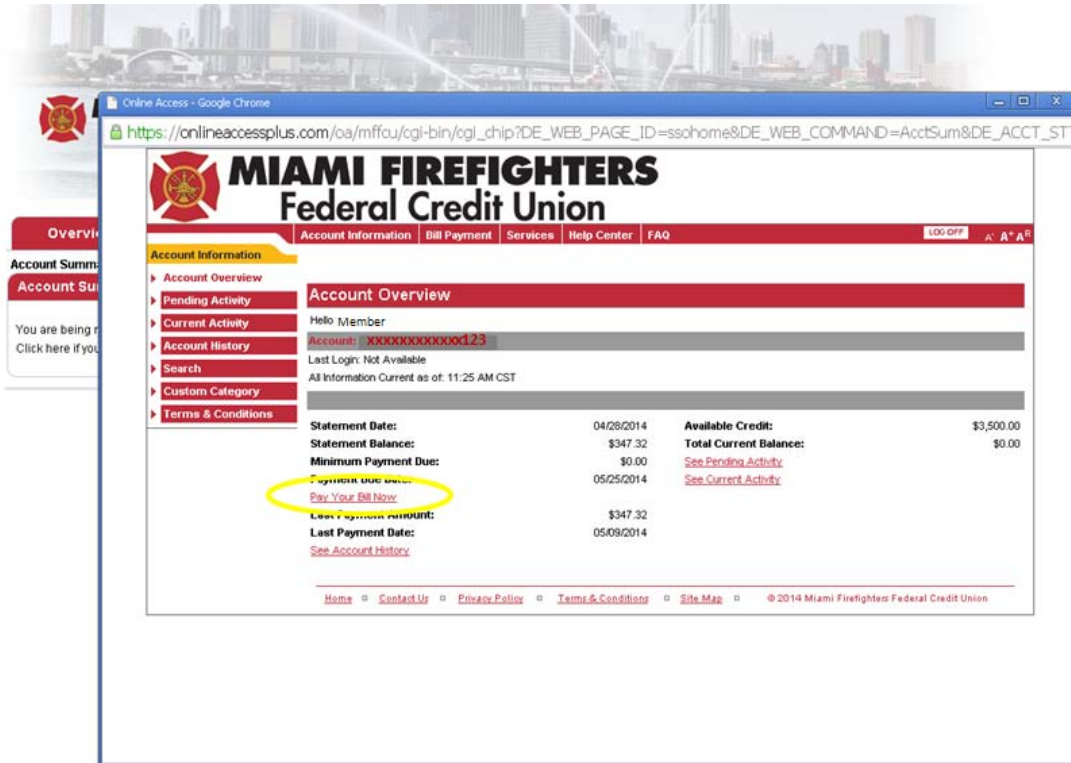 Online Access - Google Chrome
https://onlineaccessplus.com/oa/mffcu/cgi-bin/cgi_chip?DE_WEB_PAGE_ID=ssohome&DE_WEB_COMMAND=AcctSum&DE_ACCT_ST
MIAMI FIREFIGHTERS
Federal Credit Union
Account Information Bill Payment Services Help Center FAQ LOG OFF A- A+ AR
Overvi
Account Summ
Account Su
You are being r
Click here if you
Account Information
Account Overview
Pending Activity
Current Activity
Account History
Search
Custom Category
Terms & Conditions
Account Overview
Hello Member
Account: xxxxxxxxxxxxx123
Last Login: Not Available
All Information Current as of: 11:25 AM CST
Statement Date: 04/28/2014 Available Credit: $3,500.00
Statement Balance: $347.32 Total Current Balance: $0.00
Minimum Payment Due: $0.00 See Pending Activity
Payment Due Date: 05/25/2014 See Current Activity
Pay Your Bill Now
Last Payment Amount: $347.32
Last Payment Date: 05/09/2014
See Account History
Home Contact Us Privacy Policy Terms & Conditions Site Map © 2014 Miami Firefighters Federal Credit Union